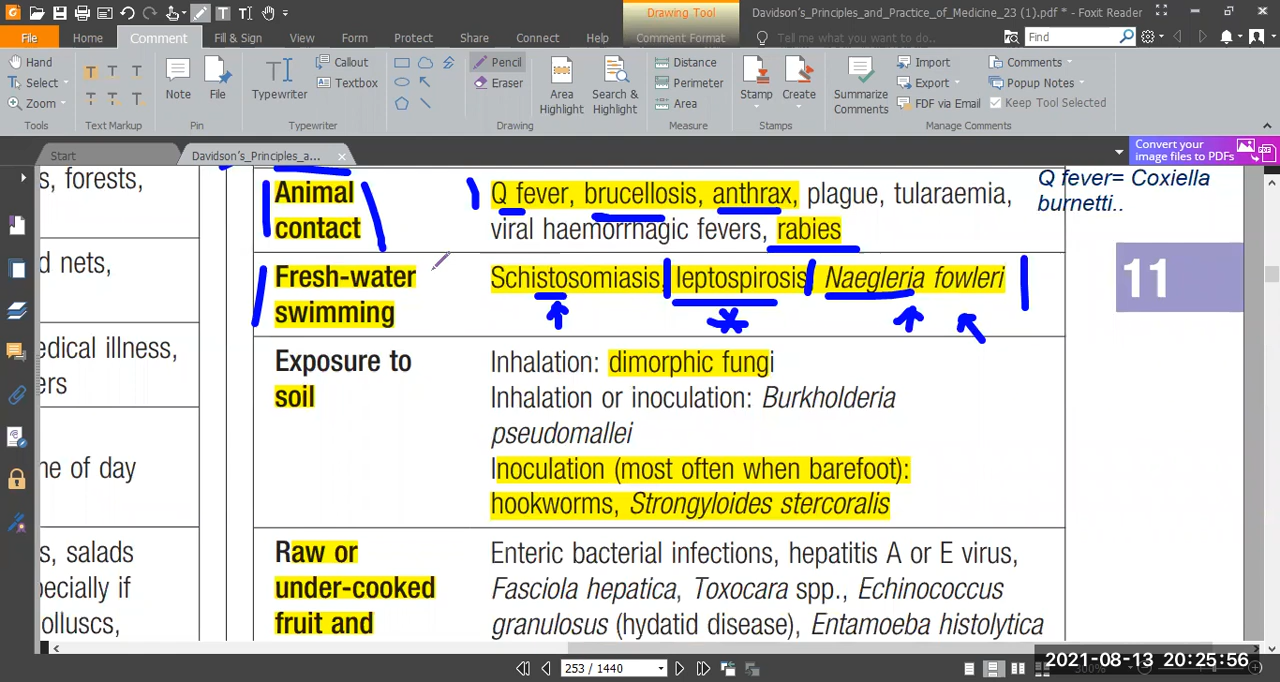 Drawing Tool
Davidson's_Principles_and_Practice_of_Medicine_23 (1).pdf * - Foxit Reader
File Home Comment Fill & Sign View Form Protect Share Connect Help Comment Format Tell me what you want to do.. Find
Hand
Select
Zoom
Tools
Text Markup
Note
File
Pin
Typewriter
Callout
Textbox
Typewriter
Pencil
Eraser
Area Highlight
Search & Highlight
Drawing
Distance
Perimeter
Area
Measure
Stamp
Create
Stamps
Summarize Comments
Import
Export
FDF via Email
Comments
Popup Notes
Keep Tool Selected
Manage Comments
Start
Davidson's_Principles_a...
Convert your
image files to PDFs
s, forests,
d nets,
edical illness,
ers
ne of day
s, salads
pecially if
olluscs,
Animal
contact
Q fever, brucellosis, anthrax, plague, tularaemia,
viral haemorrhagic fevers, rabies
Q fever= Coxiella
burnetti..
Fresh-water
swimming
Schistosomiasis, leptospirosis, Naegleria fowleri
11
Exposure to
soil
Inhalation: dimorphic fungi
Inhalation or inoculation: Burkholderia
pseudomallei
Inoculation (most often when barefoot):
hookworms, Strongyloides stercoralis
Raw or
under-cooked
fruit and
Enteric bacterial infections, hepatitis A or E virus,
Fasciola hepatica, Toxocara spp., Echinococcus
granulosus (hydatid disease), Entamoeba histolytica
253 / 1440
2021-08-13 20:25:56